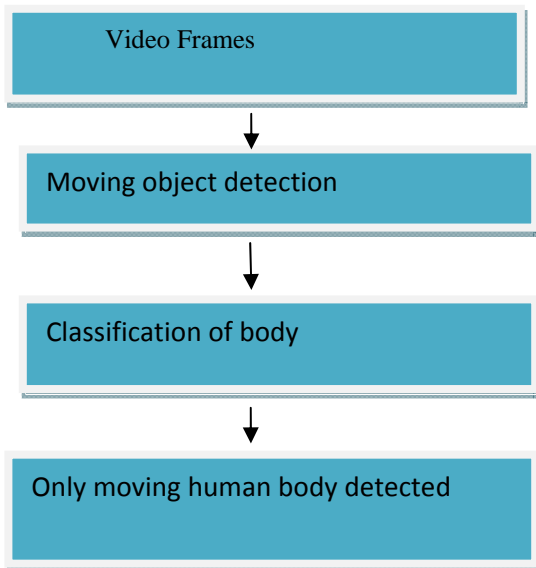 Video Frames
Moving object detection
Classification of body
Only moving human body detected